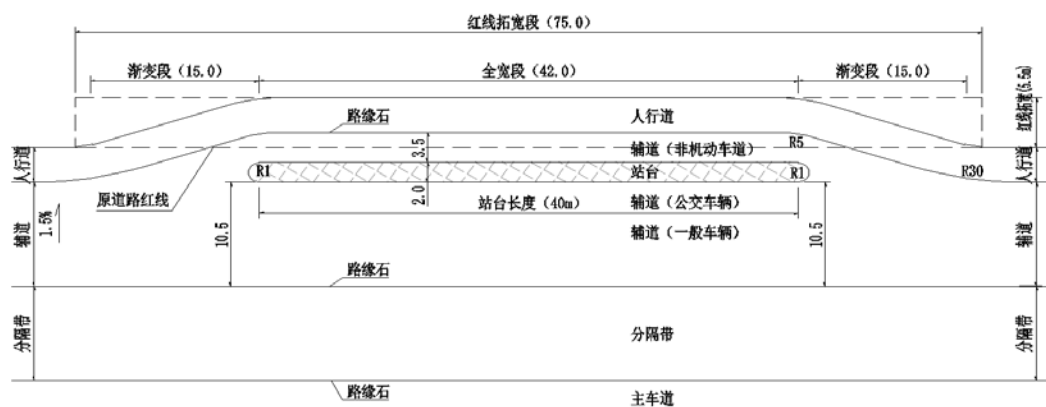 红线拓宽段（75.0）
渐变段（15.0）
全宽段（42.0）
渐变段（15.0）
红线拓宽(5.5m)
路缘石
人行道
R5
3.5
辅道（非机动车道）
人行道
R1
站台
R1
R30
人行道
原道路红线
2.0
站台长度（40m）
辅道（公交车辆）
1.5%
辅道
10.5
辅道（一般车辆）
10.5
辅道
路缘石
分隔带
分隔带
分隔带
路缘石
主车道